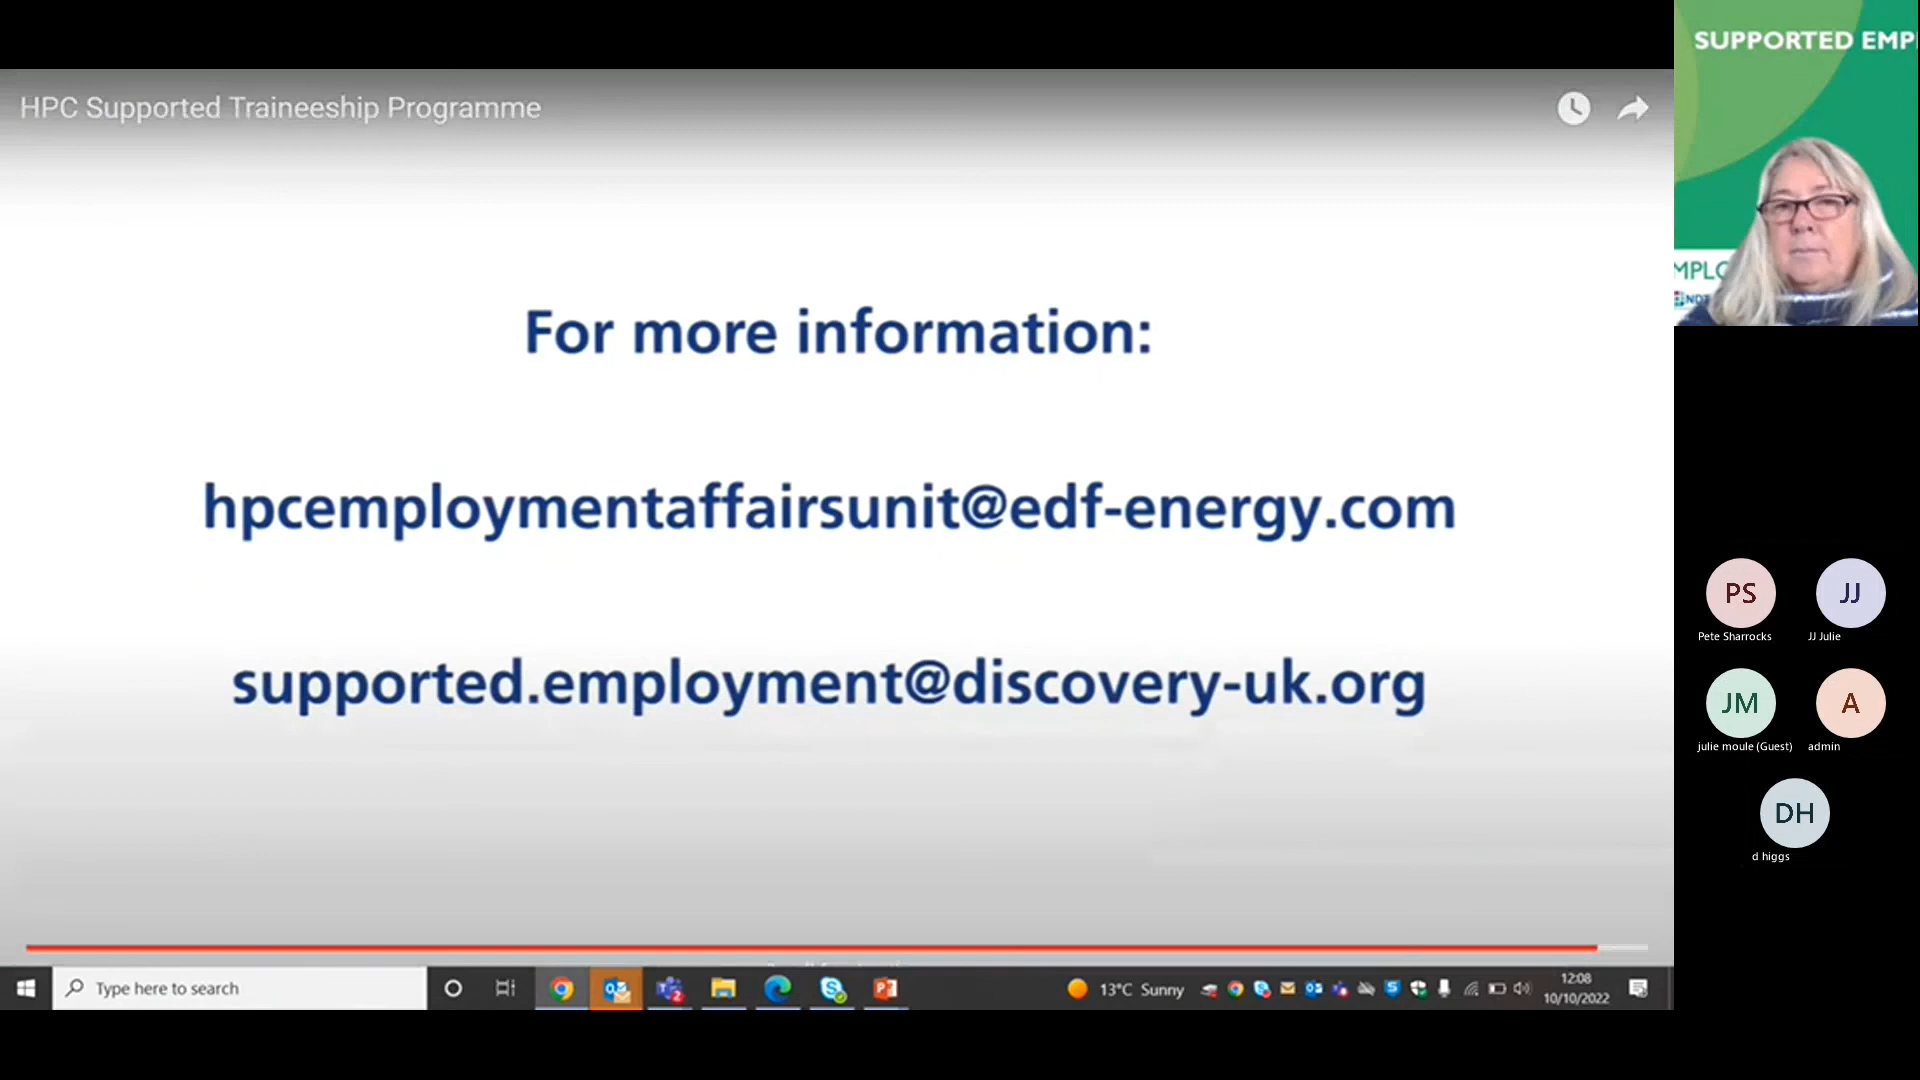 HPC Supported Traineeship Programme
For more information:
hpcemploymentaffairsunit@edf-energy.com
supported.employment@discovery-uk.org
Type here to search
13°C Sunny
12:08
10/10/2022
SUPPORTED EMP
MPLO
PS
Pete Sharrocks
JJ
JJ Julie
JM
julie moule (Guest)
A
admin
DH
d higgs